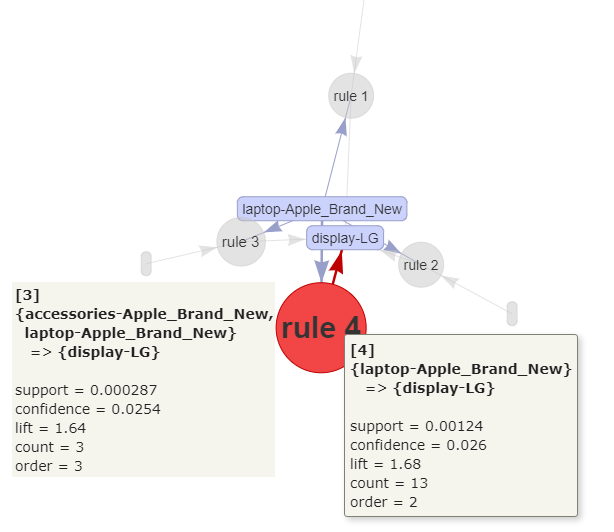 rule 1
laptop-Apple_Brand_New
display-LG
rule 3
rule 2
rule 4
[3]
{accessories-Apple_Brand_New,
laptop-Apple_Brand_New}
=> {display-LG}
support = 0.000287
confidence = 0.0254
lift = 1.64
count = 3
order = 3
[4]
{laptop-Apple_Brand_New}
=> {display-LG}
support = 0.00124
confidence = 0.026
lift = 1.68
count = 13
order = 2